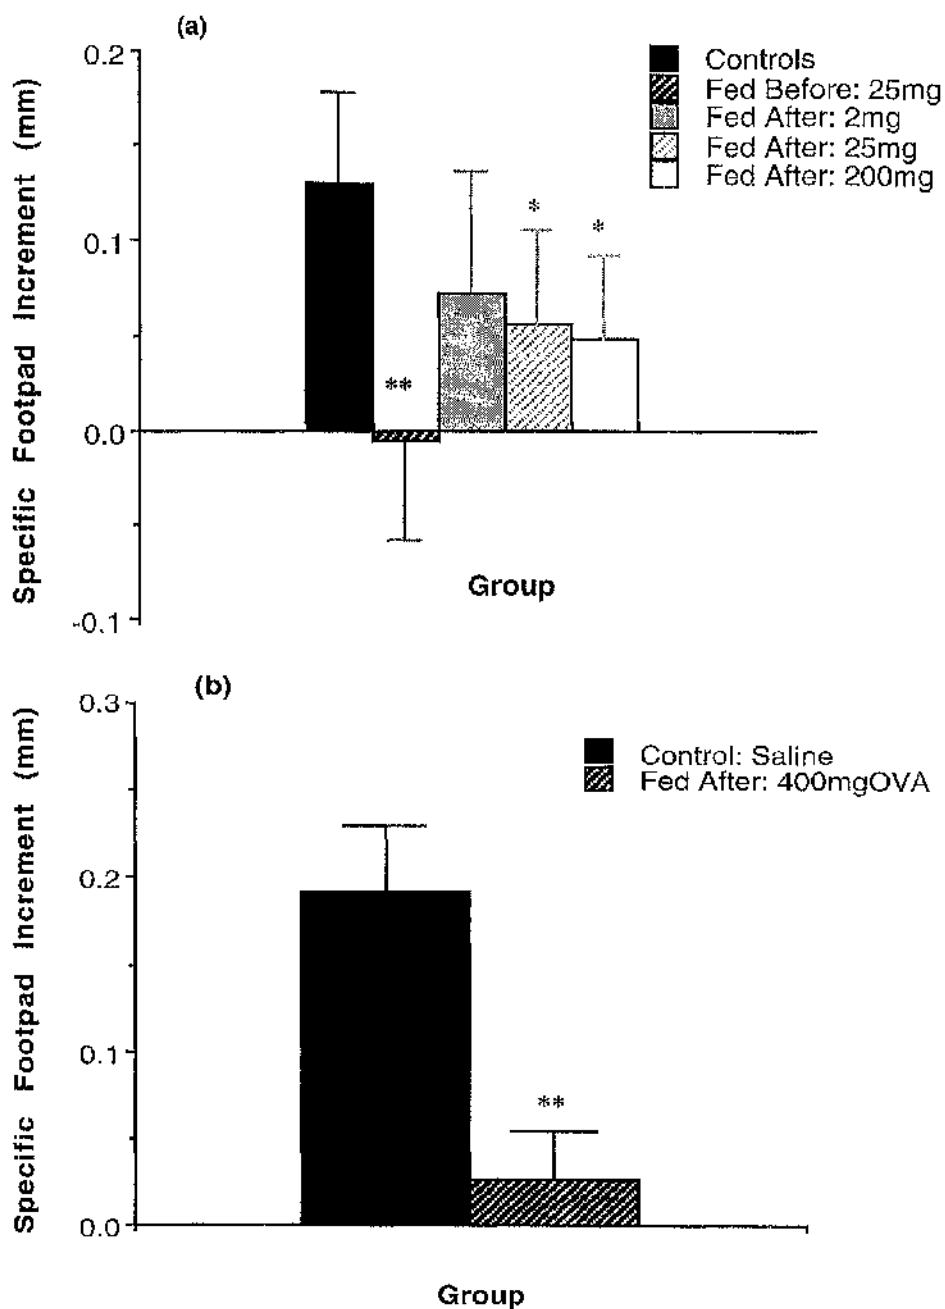 (a)
0.2
0.1
0.0
-0.1
Specific Footpad Increment (mm)
Controls
Fed Before: 25mg
Fed After: 2mg
Fed After: 25mg
Fed After: 200mg
**
*
*
Group
(b)
0.3
0.2
0.1
0.0
Specific Footpad Increment (mm)
Control: Saline
Fed After: 400mgOVA
**
Group